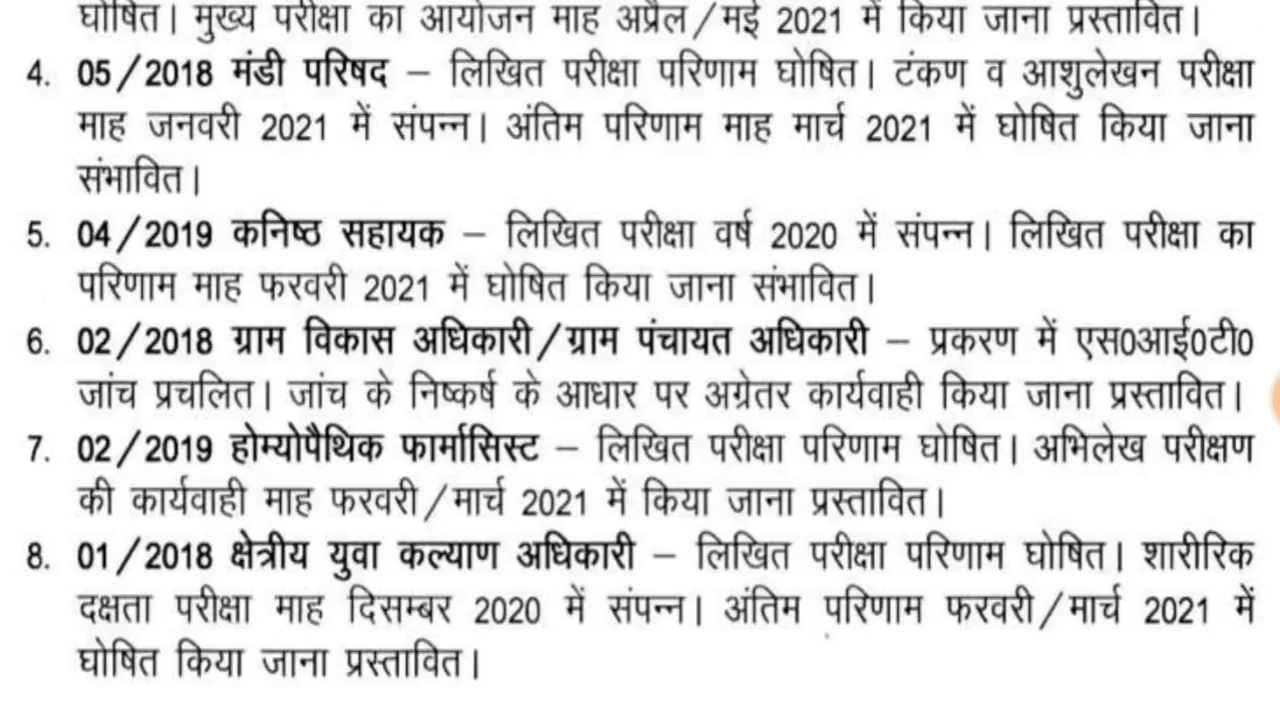 घोषित। मुख्य परीक्षा का आयोजन माह अप्रैल/मई 2021 में किया जाना प्रस्तावित।
4. 05/2018 मंडी परिषद – लिखित परीक्षा परिणाम घोषित। टंकण व आशुलेखन परीक्षा
माह जनवरी 2021 में संपन्न। अंतिम परिणाम माह मार्च 2021 में घोषित किया जाना
संभावित।
5. 04/2019 कनिष्ठ सहायक – लिखित परीक्षा वर्ष 2020 में संपन्न। लिखित परीक्षा का
परिणाम माह फरवरी 2021 में घोषित किया जाना संभावित।
6. 02/2018 ग्राम विकास अधिकारी/ग्राम पंचायत अधिकारी – प्रकरण में एस0आई0टी0
जांच प्रचलित। जांच के निष्कर्ष के आधार पर अग्रेतर कार्यवाही किया जाना प्रस्तावित।
7. 02/2019 होम्योपैथिक फार्मासिस्ट – लिखित परीक्षा परिणाम घोषित। अभिलेख परीक्षण
की कार्यवाही माह फरवरी/मार्च 2021 में किया जाना प्रस्तावित।
8. 01/2018 क्षेत्रीय युवा कल्याण अधिकारी – लिखित परीक्षा परिणाम घोषित। शारीरिक
दक्षता परीक्षा माह दिसम्बर 2020 में संपन्न। अंतिम परिणाम फरवरी/मार्च 2021 में
घोषित किया जाना प्रस्तावित।